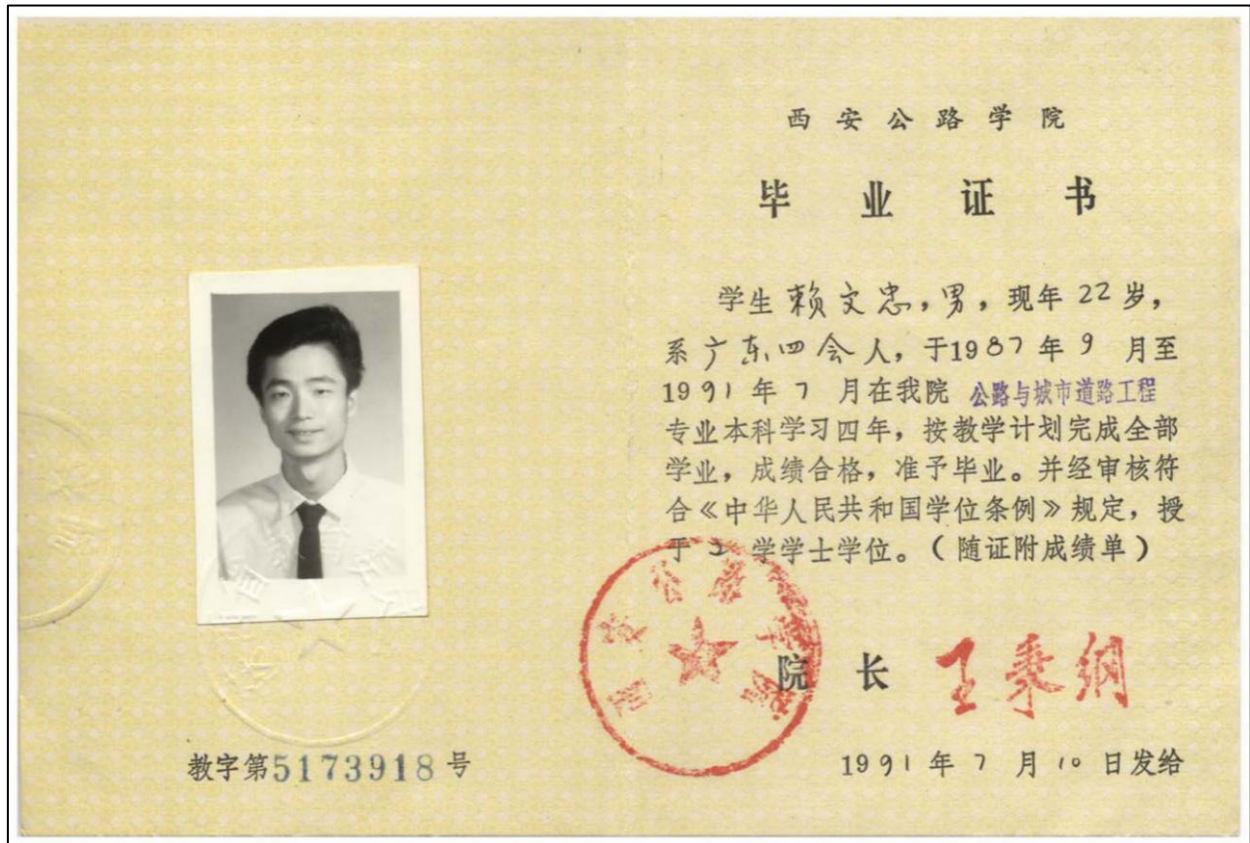 西安公路学院
毕业证书
学生赖文忠，男，现年22岁，
系广东四会人，于1987年9月至
1991年7月在我院 公路与城市道路工程
专业本科学习四年，按教学计划完成全部
学业，成绩合格，准予毕业。并经审核符
合《中华人民共和国学位条例》规定，授
于工学学士学位。（随证附成绩单）
院长 王秉纲
1991年7月10日发给
教字第5173918号